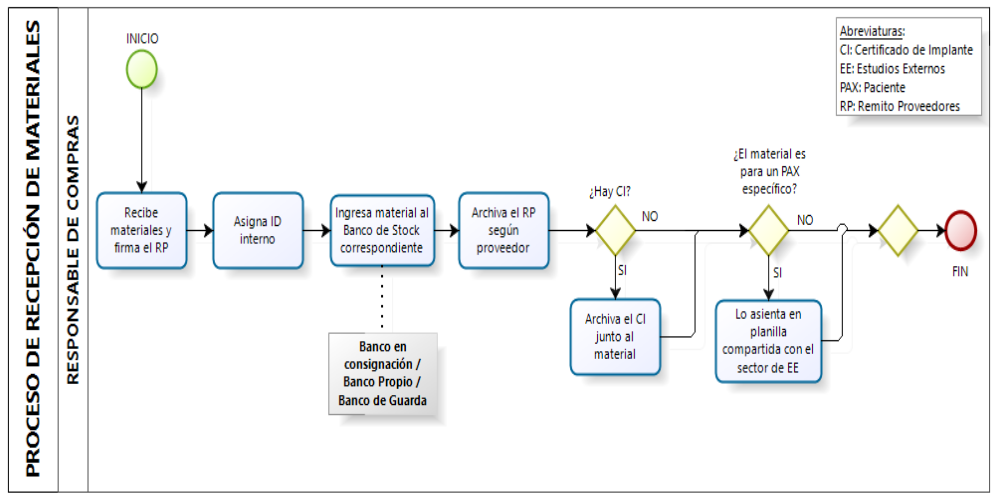 PROCESO DE RECEPCIÓN DE MATERIALES
RESPONSABLE DE COMPRAS
INICIO
Abreviaturas:
CI: Certificado de Implante
EE: Estudios Externos
PAX: Paciente
RP: Remito Proveedores
Recibe
materiales y
firma el RP
Asigna ID
interno
Ingresa material al
Banco de Stock
correspondiente
Archiva el RP
según
proveedor
¿Hay CI?
NO
SI
¿El material es
para un PAX
específico?
NO
SI
FIN
Archiva el CI
junto al
material
Lo asienta en
planilla
compartida con el
sector de EE
Banco en
consignación /
Banco Propio /
Banco de Guarda